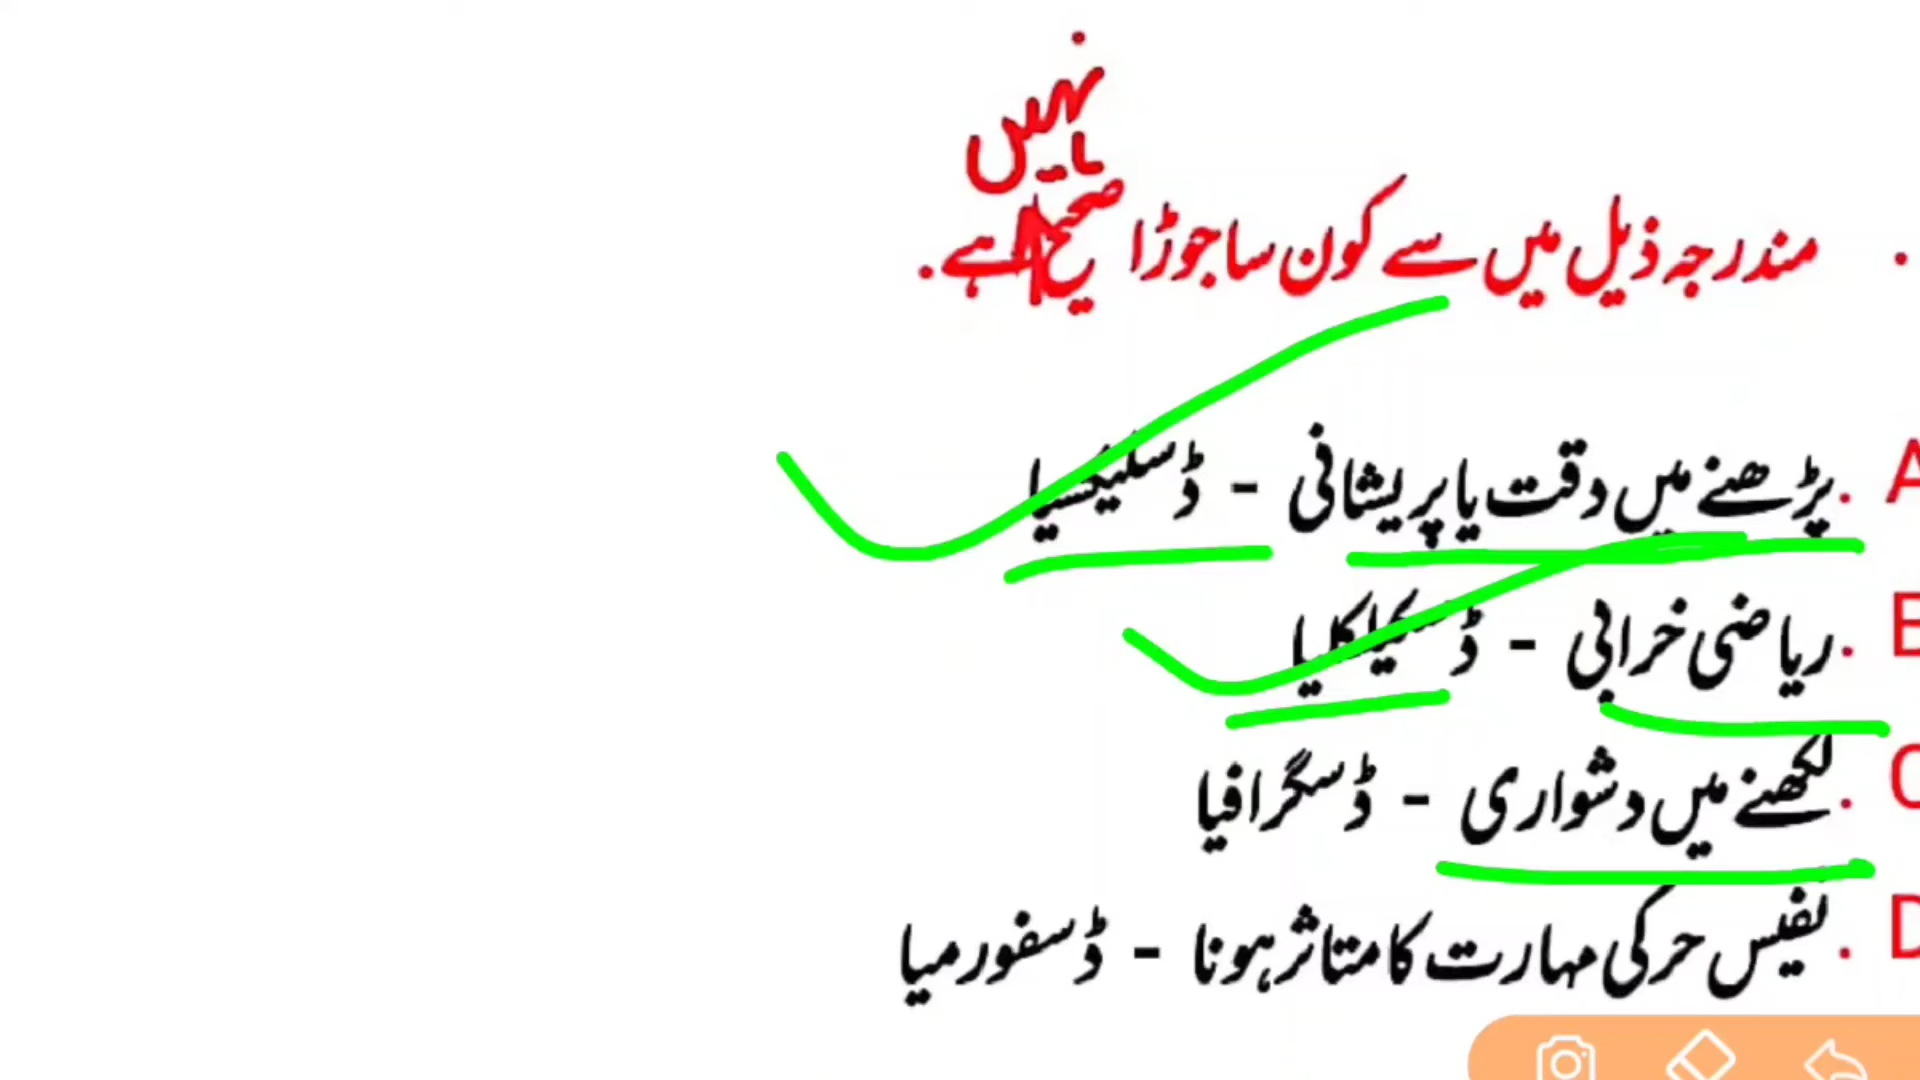 نہیں
. مندرجہ ذیل میں سے کون سا جوڑا صحیح ہے.
A. پڑھنے میں دقت یا پریشانی - ڈسلیکسیا
B. ریاضی خرابی - ڈسکیلکلیا
C. لکھنے میں دشواری - ڈسگرافیا
D. نفیس حرکی مہارت کا متاثر ہونا - ڈسفورمیا